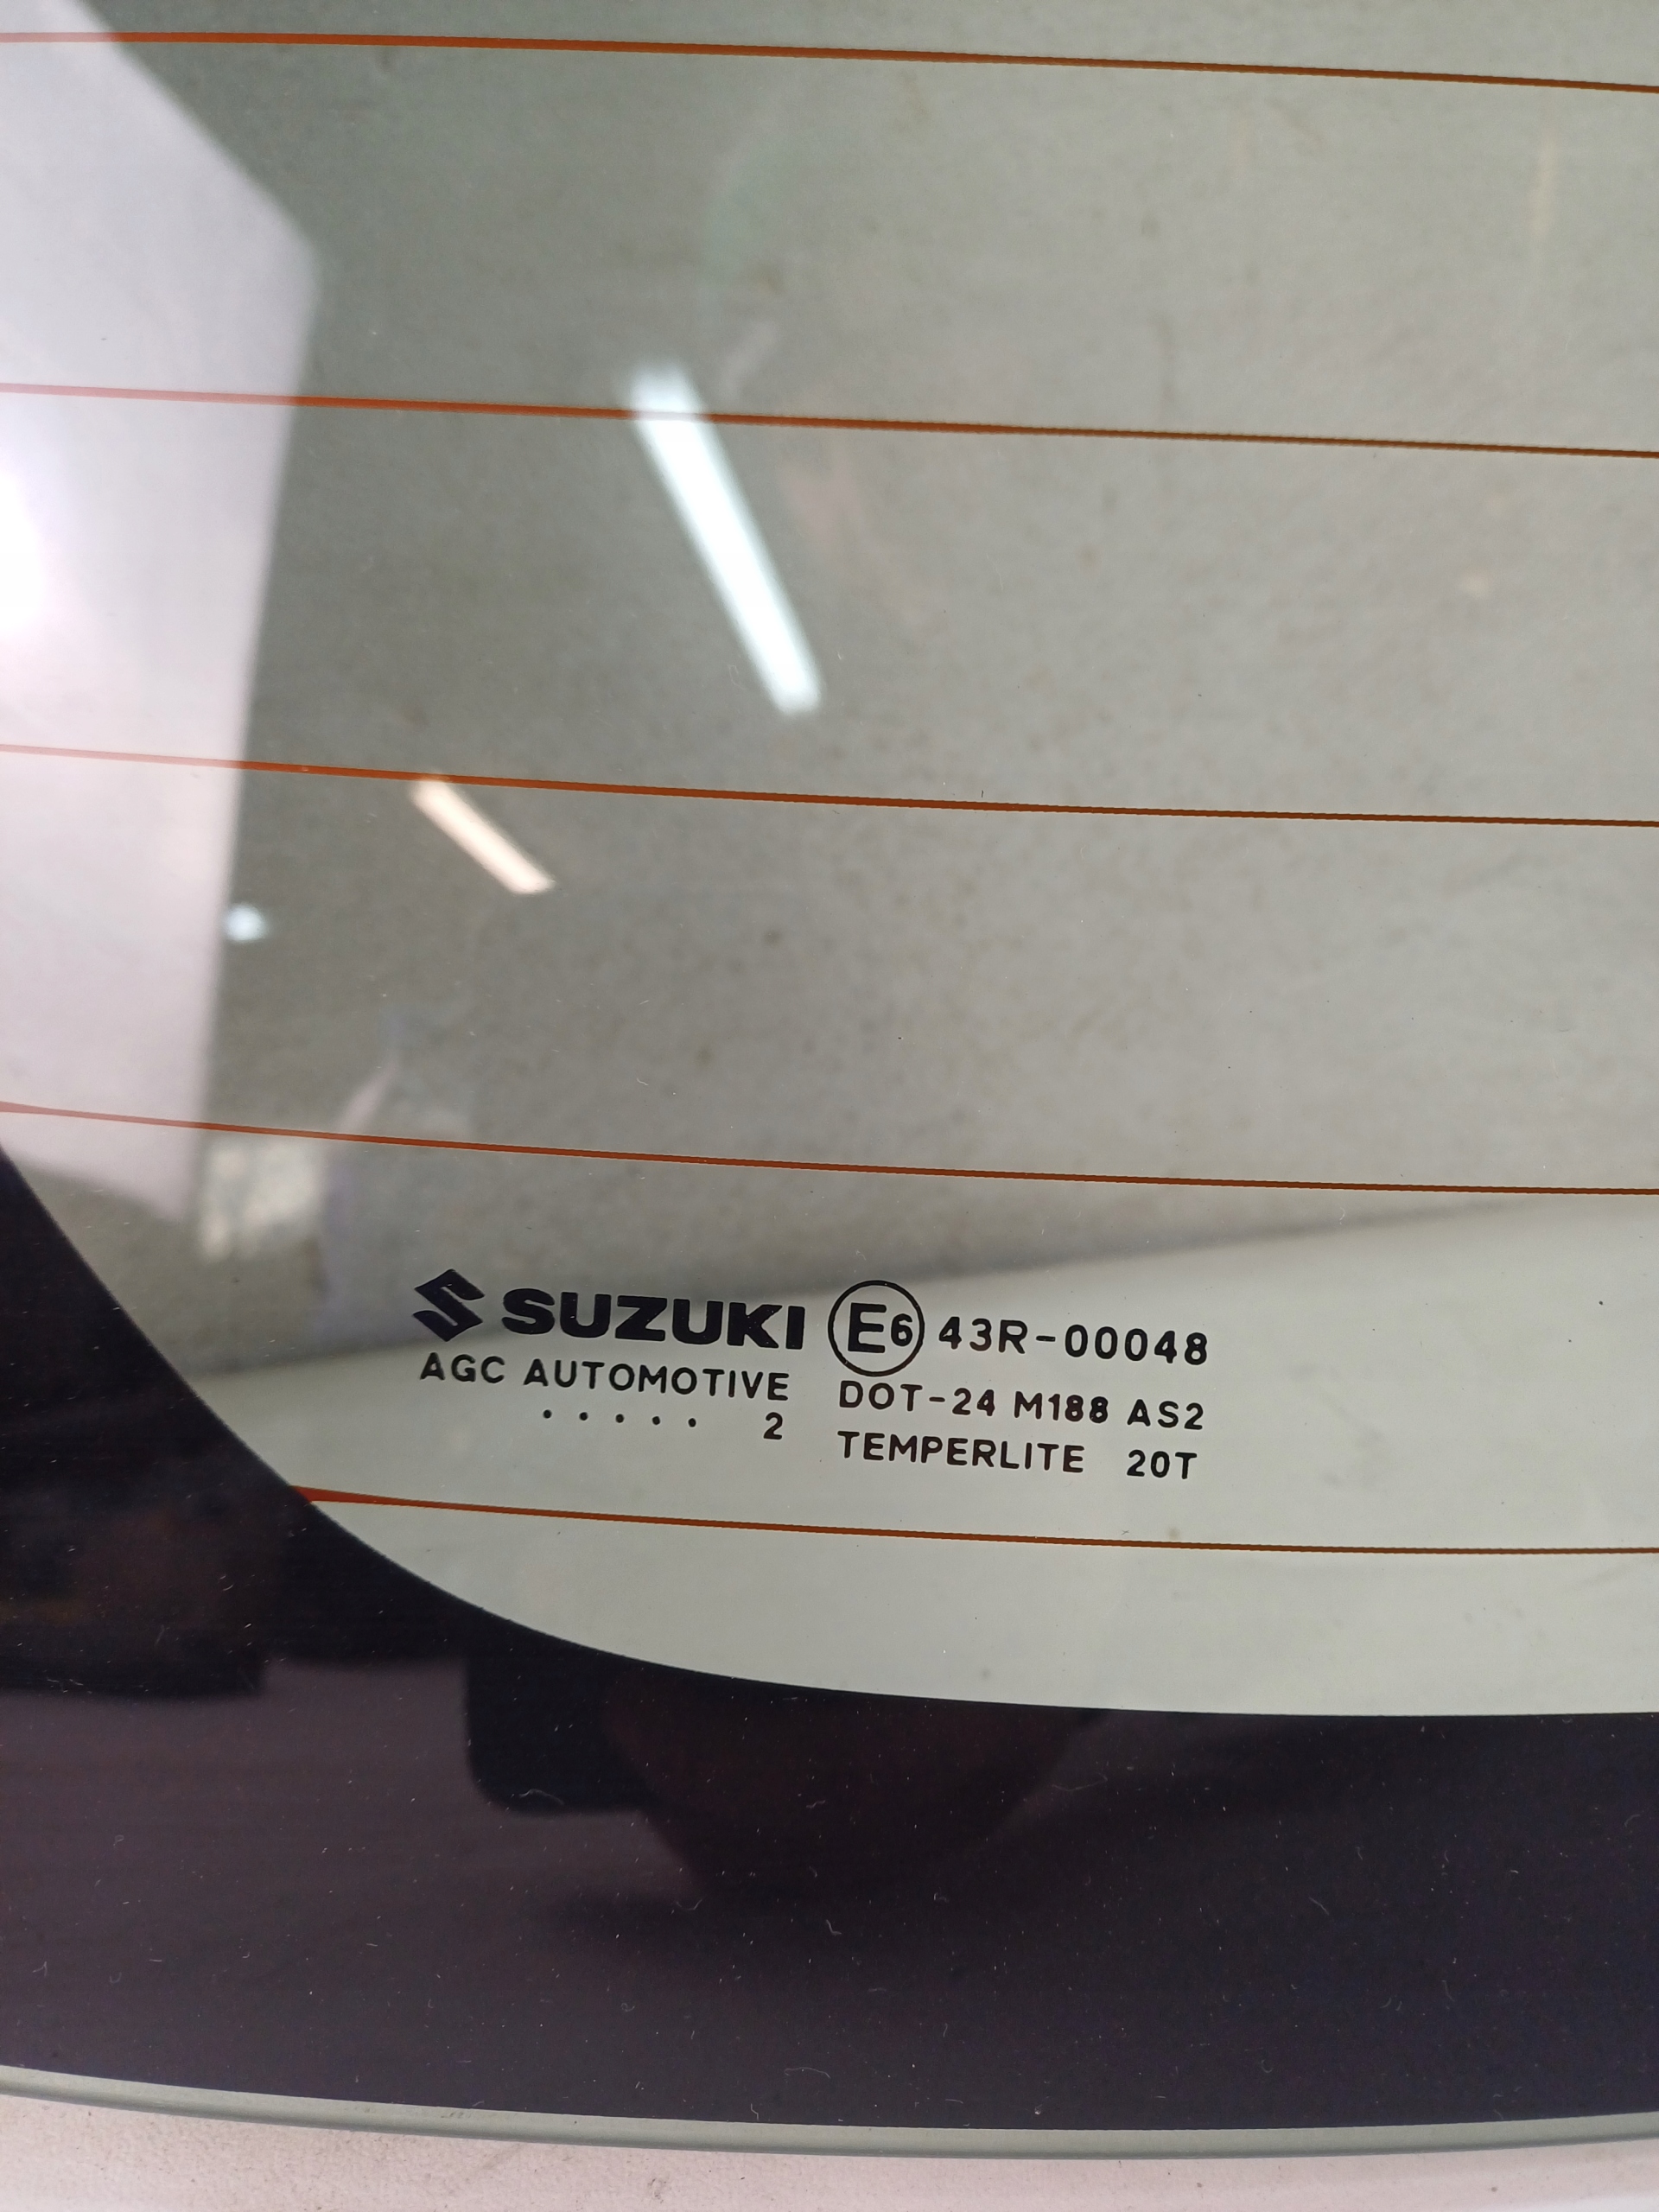 SUZUKI E6 43R-00048
AGC AUTOMOTIVE DOT-24 M188 AS2
. . . . . 2 TEMPERLITE 20T